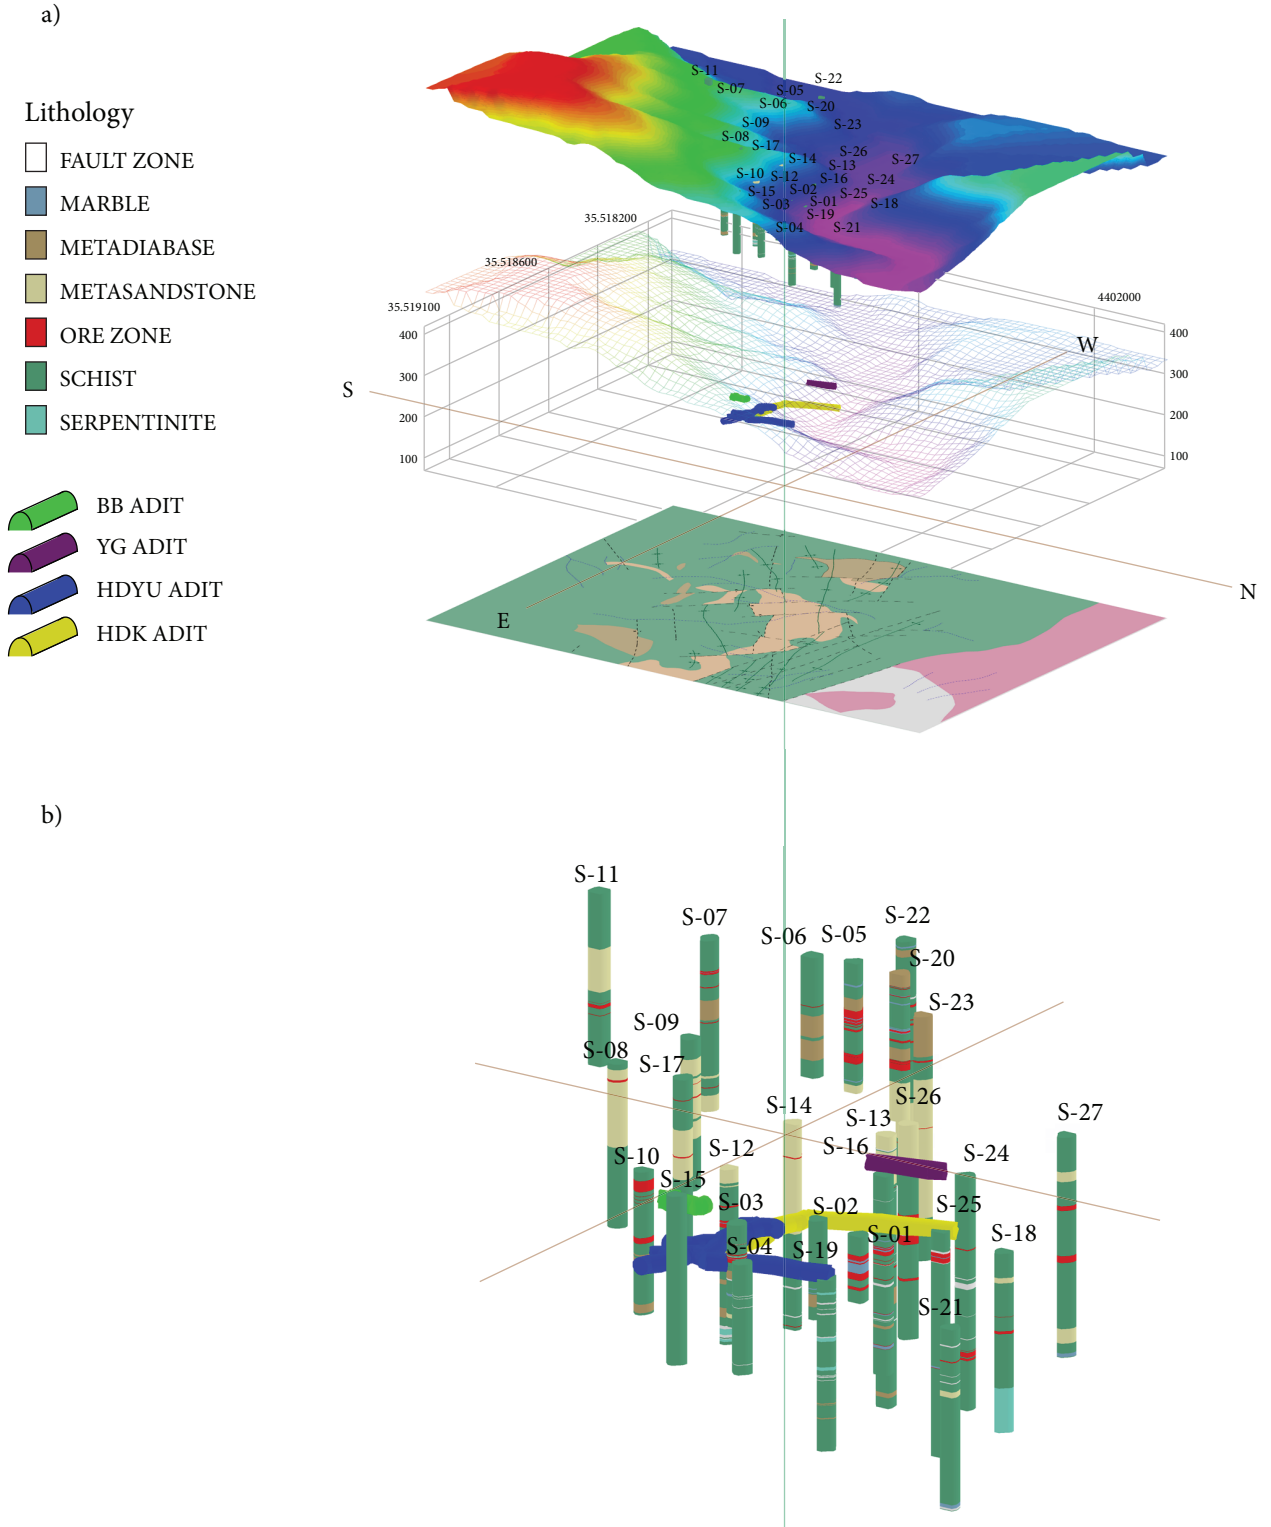 a)
Lithology
FAULT ZONE
MARBLE
METADIABASE
METASANDSTONE
ORE ZONE
SCHIST
SERPENTINITE
BB ADIT
YG ADIT
HDYU ADIT
HDK ADIT
S-11
S-22
S-07
S-05
S-06
S-20
S-09
S-23
S-08
S-17
S-26
S-14
S-27
S-13
S-10
S-12
S-16
S-24
S-15
S-02
S-25
S-03
S-01
S-18
S-19
S-04
S-21
35.518200
35.518600
35.519100
4402000
400
300
200
100
400
300
200
100
S
W
E
N
b)
S-11
S-07
S-22
S-06
S-05
S-20
S-23
S-09
S-08
S-17
S-26
S-14
S-13
S-27
S-16
S-12
S-24
S-10
S-15
S-03
S-02
S-25
S-01
S-18
S-04
S-19
S-21